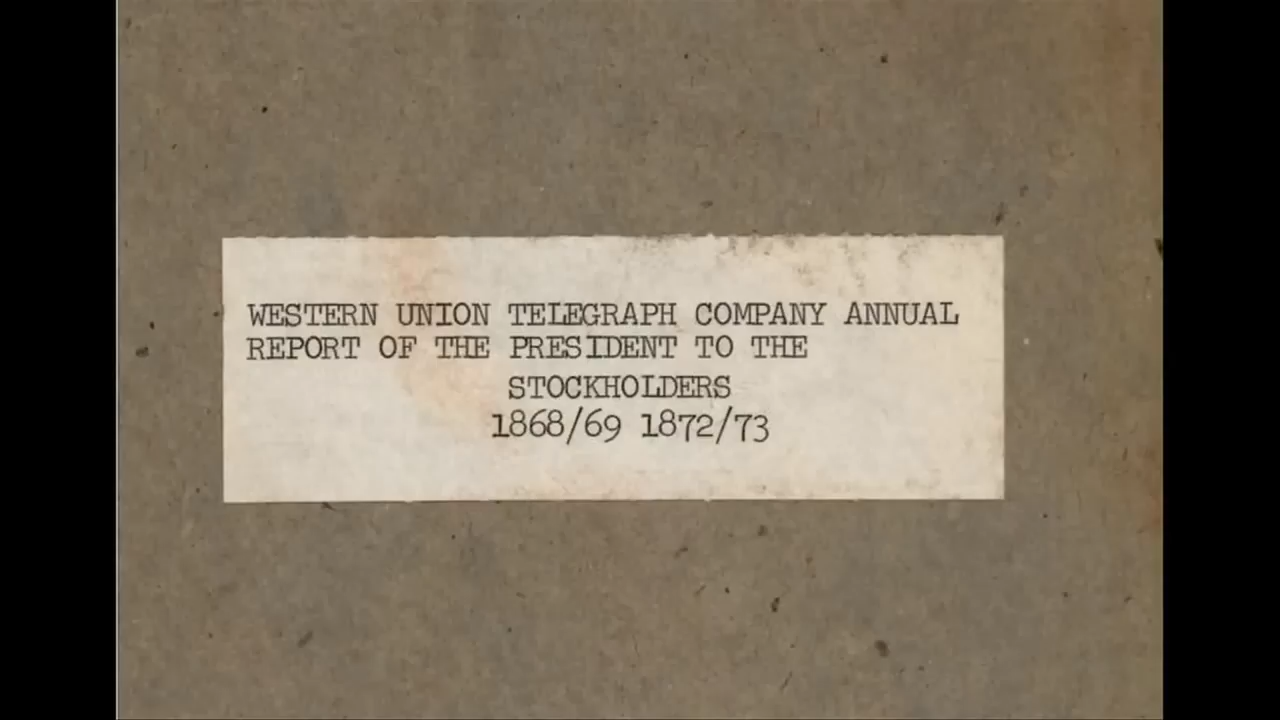 WESTERN UNION TELEGRAPH COMPANY ANNUAL
REPORT OF THE PRESIDENT TO THE
STOCKHOLDERS
1868/69 1872/73